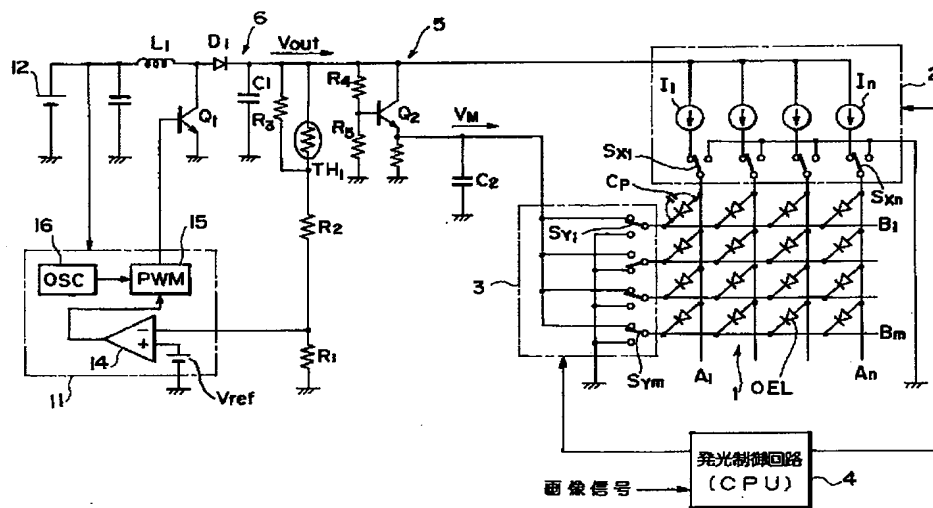 6
5
L1
D1
Vout
12
C1
R3
R4
Q2
2
I1
In
Q1
R5
VM
TH1
C2
SX1
SXn
CP
B1
R2
SY1
16
15
OSC
PWM
3
14
R1
Bm
SYm
A1
1
OEL
An
11
Vref
発光制御回路
(CPU)
4
画像信号